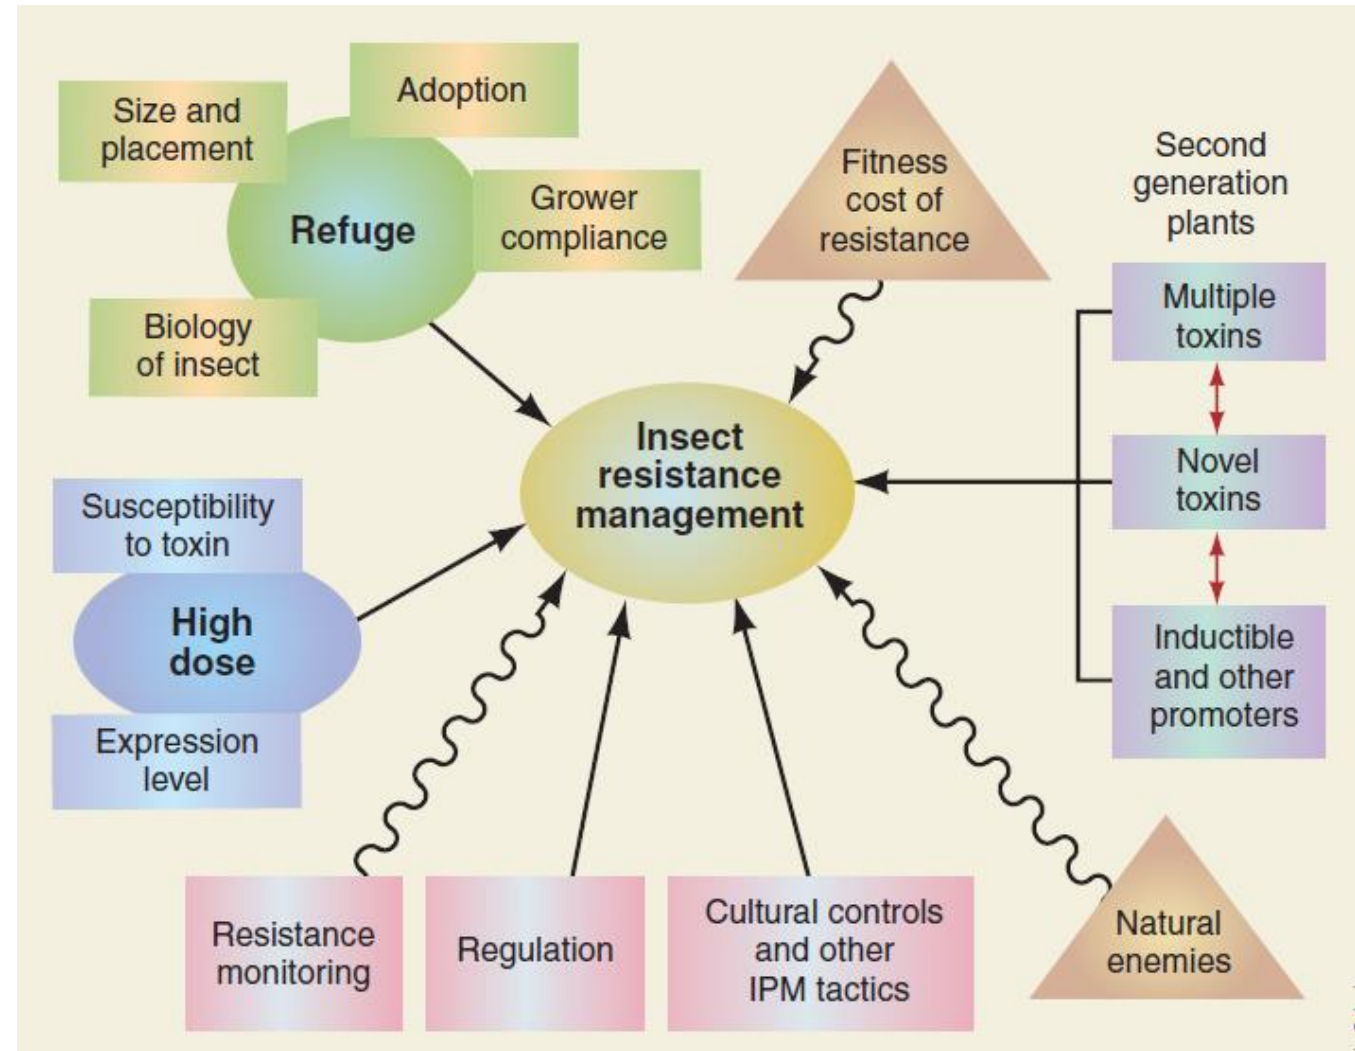 Adoption
Size and
placement
Grower
compliance
Refuge
Biology
of insect
Fitness
cost of
resistance
Second
generation
plants
Multiple
toxins
Novel
toxins
Inductible
and other
promoters
Insect
resistance
management
Susceptibility
to toxin
High
dose
Expression
level
Resistance
monitoring
Regulation
Cultural controls
and other
IPM tactics
Natural
enemies